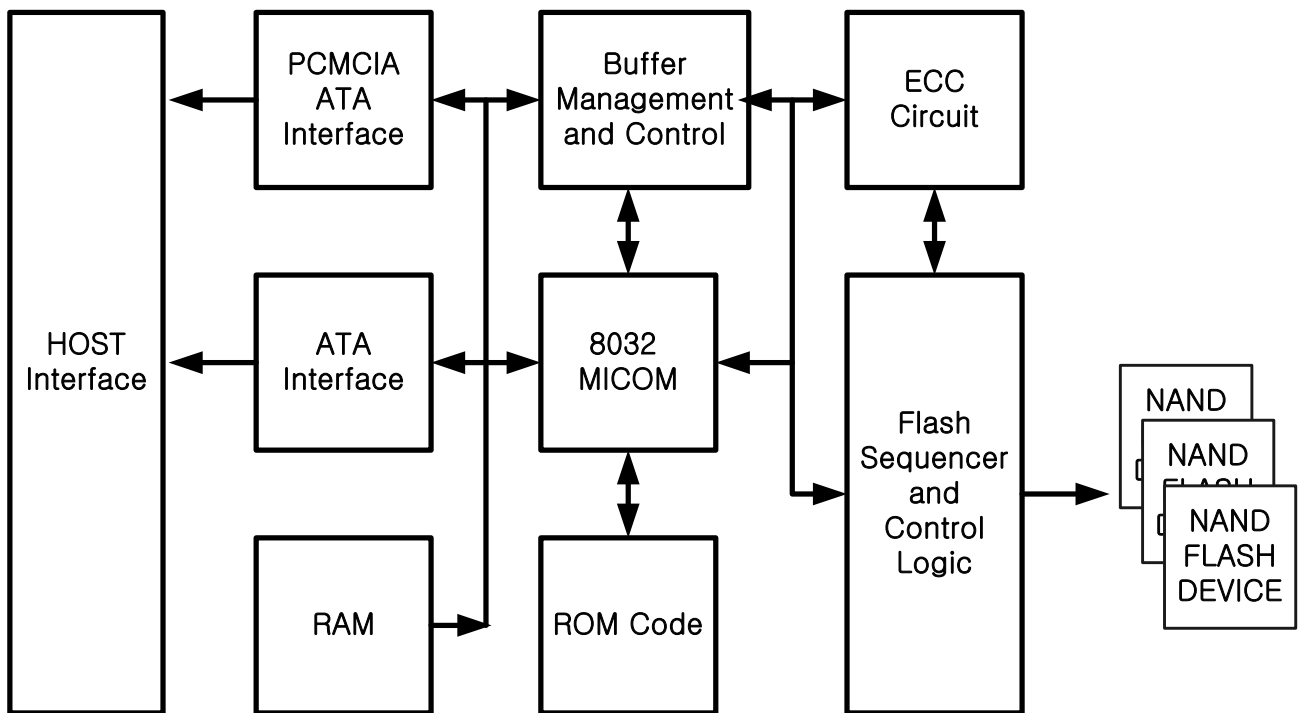 PCMCIA
ATA
Interface
Buffer
Management
and Control
ECC
Circuit
HOST
Interface
ATA
Interface
8032
MICOM
Flash
Sequencer
and
Control
Logic
NAND
NAND
FLASH
NAND
FLASH
DEVICE
RAM
ROM Code